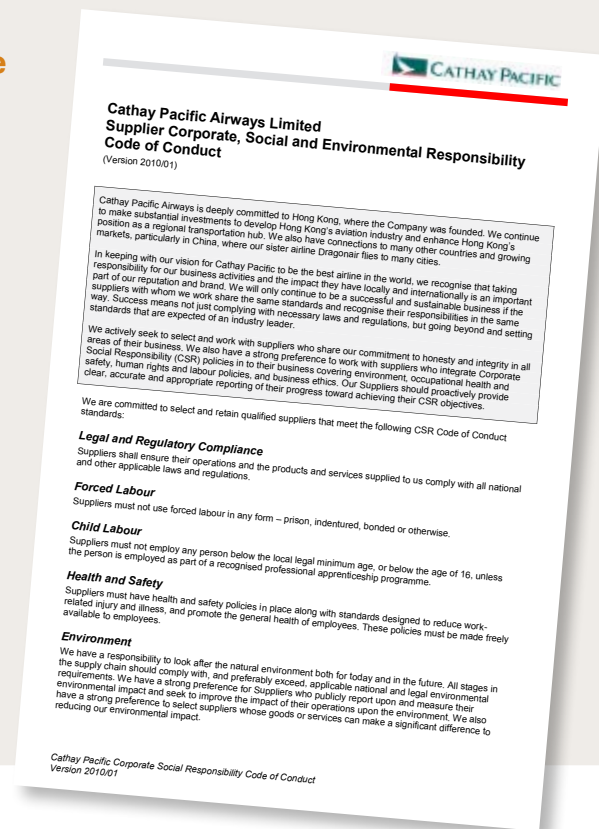 e
CATHAY PACIFIC
Cathay Pacific Airways Limited
Supplier Corporate, Social and Environmental Responsibility
Code of Conduct
(Version 2010/01)
Cathay Pacific Airways is deeply committed to Hong Kong, where the Company was founded. We continue
to make substantial investments to develop Hong Kong's aviation industry and enhance Hong Kong's
position as a regional transportation hub. We also have connections to many other countries and growing
markets, particularly in China, where our sister airline Dragonair flies to many cities.
In keeping with our vision for Cathay Pacific to be the best airline in the world, we recognise that taking
responsibility for our business activities and the impact they have locally and internationally is an important
part of our reputation and brand. We will only continue to be a successful and sustainable business if the
suppliers with whom we work share the same standards and recognise their responsibilities in the same
way. Success means not just complying with necessary laws and regulations, but going beyond and setting
standards that are expected of an industry leader.
We actively seek to select and work with suppliers who share our commitment to honesty and integrity in all
areas of their business. We also have a strong preference to work with suppliers who integrate Corporate
Social Responsibility (CSR) policies in to their business covering environment, occupational health and
safety, human rights and labour policies, and business ethics. Our Suppliers should proactively provide
clear, accurate and appropriate reporting of their progress toward achieving their CSR objectives.
We are committed to select and retain qualified suppliers that meet the following CSR Code of Conduct
standards:
Legal and Regulatory Compliance
Suppliers shall ensure their operations and the products and services supplied to us comply with all national
and other applicable laws and regulations.
Forced Labour
Suppliers must not use forced labour in any form – prison, indentured, bonded or otherwise.
Child Labour
Suppliers must not employ any person below the local legal minimum age, or below the age of 16, unless
the person is employed as part of a recognised professional apprenticeship programme.
Health and Safety
Suppliers must have health and safety policies in place along with standards designed to reduce work-
related injury and illness, and promote the general health of employees. These policies must be made freely
available to employees.
Environment
We have a responsibility to look after the natural environment both for today and in the future. All stages in
the supply chain should comply with, and preferably exceed, applicable national and legal environmental
requirements. We have a strong preference for Suppliers who publicly report upon and measure their
environmental impact and seek to improve the impact of their operations upon the environment. We also
have a strong preference to select suppliers whose goods or services can make a significant difference to
reducing our environmental impact.
Cathay Pacific Corporate Social Responsibility Code of Conduct
Version 2010/01